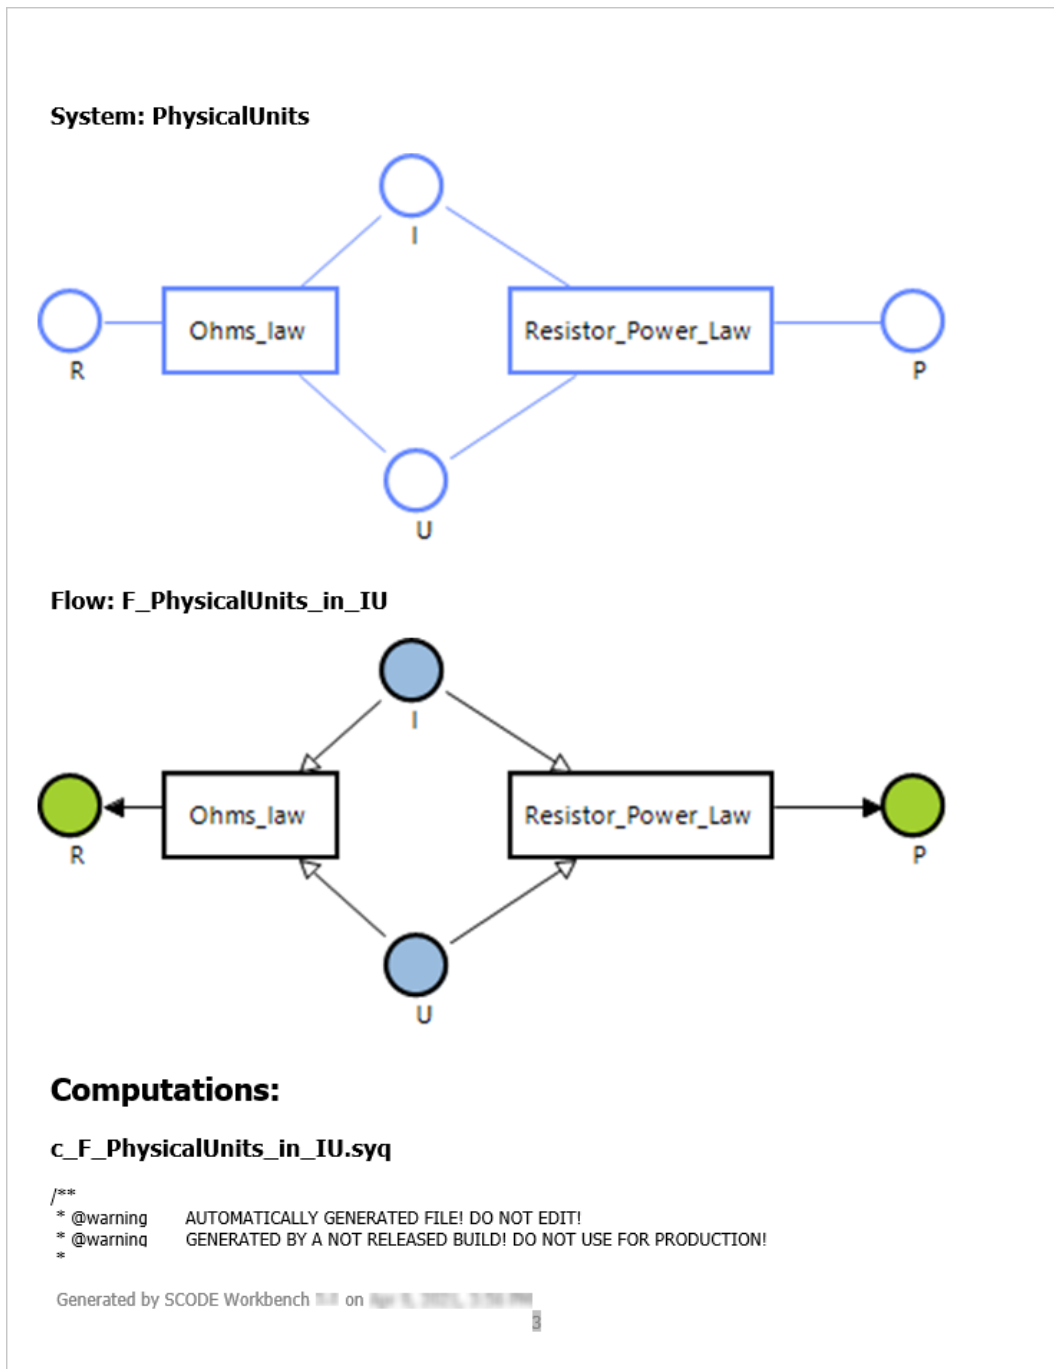 System: PhysicalUnits
I
Ohms_law
Resistor_Power_Law
R
P
U
Flow: F_PhysicalUnits_in_IU
I
Ohms_law
Resistor_Power_Law
R
P
U
Computations:
c_F_PhysicalUnits_in_IU.syq
/**
* @warning AUTOMATICALLY GENERATED FILE! DO NOT EDIT!
* @warning GENERATED BY A NOT RELEASED BUILD! DO NOT USE FOR PRODUCTION!
*
Generated by SCODE Workbench on
3